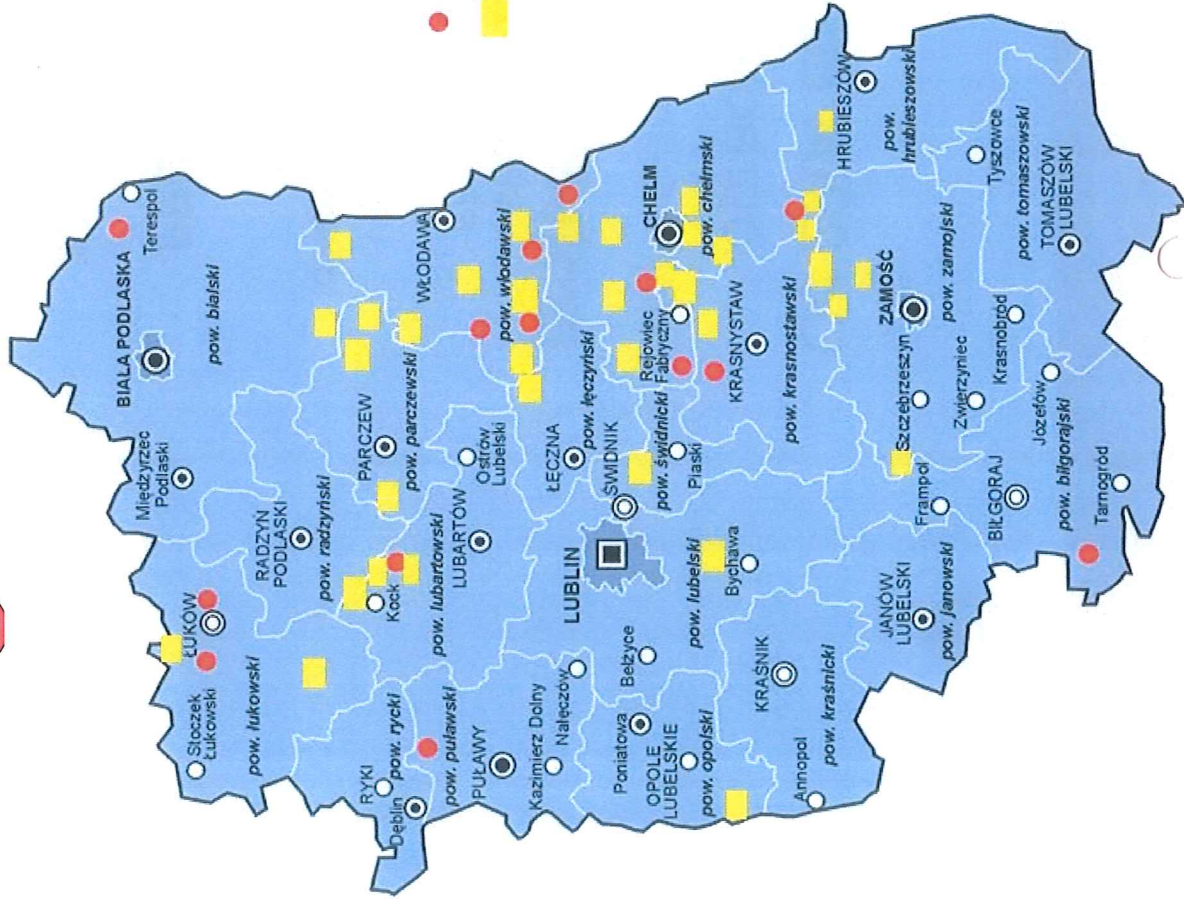 Terespol
BIAŁA PODLASKA
pow. bialski
Międzyrzec
Podlaski
ŁUKÓW
Stoczek
Łukowski
pow. łukowski
RADZYN
PODLASKI
pow. radzyński
PARCZEW
pow. parczewski
WŁODAWA
pow. włodawski
Kock
pow. lubartowski
LUBARTÓW
Ostrów
Lubelski
RYKI
pow. rycki
Dęblin
pow. puławski
PUŁAWY
Kazimierz Dolny
Nałęczów
ŁĘCZNA
pow. łęczyński
LUBLIN
ŚWIDNIK
pow. świdnicki
Piaski
pow. lubelski
Bychawa
Bełżyce
Poniatowa
OPOLE
LUBELSKIE
pow. opolski
CHEŁM
pow. chełmski
Rejowiec
Fabryczny
KRASNYSTAW
pow. krasnostawski
KRAŚNIK
pow. kraśnicki
Annopol
JANÓW
LUBELSKI
pow. janowski
Frampol
BIŁGORAJ
pow. biłgorajski
Tarnogród
Józefów
Szczebrzeszyn
Zwierzyniec
Krasnobród
ZAMOŚĆ
pow. zamojski
HRUBIESZÓW
pow.
hrubieszowski
Tyszowce
pow. tomaszowski
TOMASZÓW
LUBELSKI